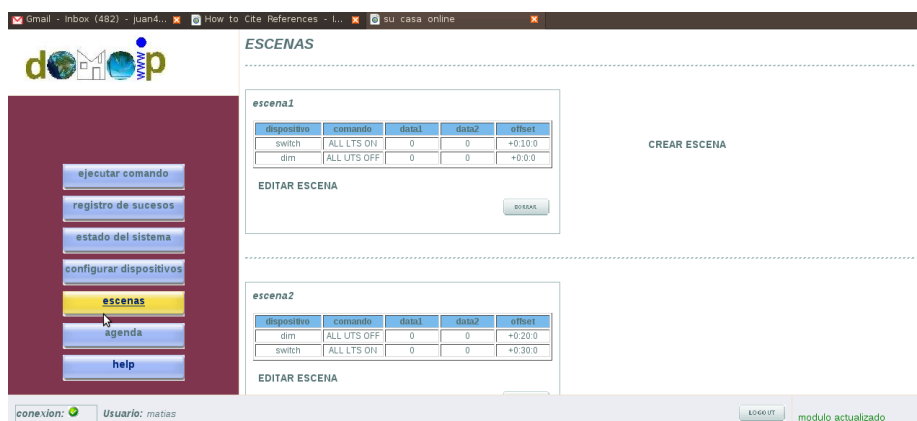 Gmail - Inbox (482) - juan4... How to Cite References - I... su casa online
domoip
www
ejecutar comando
registro de sucesos
estado del sistema
configurar dispositivos
escenas
agenda
help
ESCENAS
escena1
dispositivo comando data1 data2 offset
switch ALL LTS ON 0 0 +0:10:0
dim ALL UTS OFF 0 0 +0:0:0
EDITAR ESCENA
BORRAR
CREAR ESCENA
escena2
dispositivo comando data1 data2 offset
dim ALL UTS OFF 0 0 +0:20:0
switch ALL LTS ON 0 0 +0:30:0
EDITAR ESCENA
conexion: Usuario: matias LOGOUT modulo actualizado